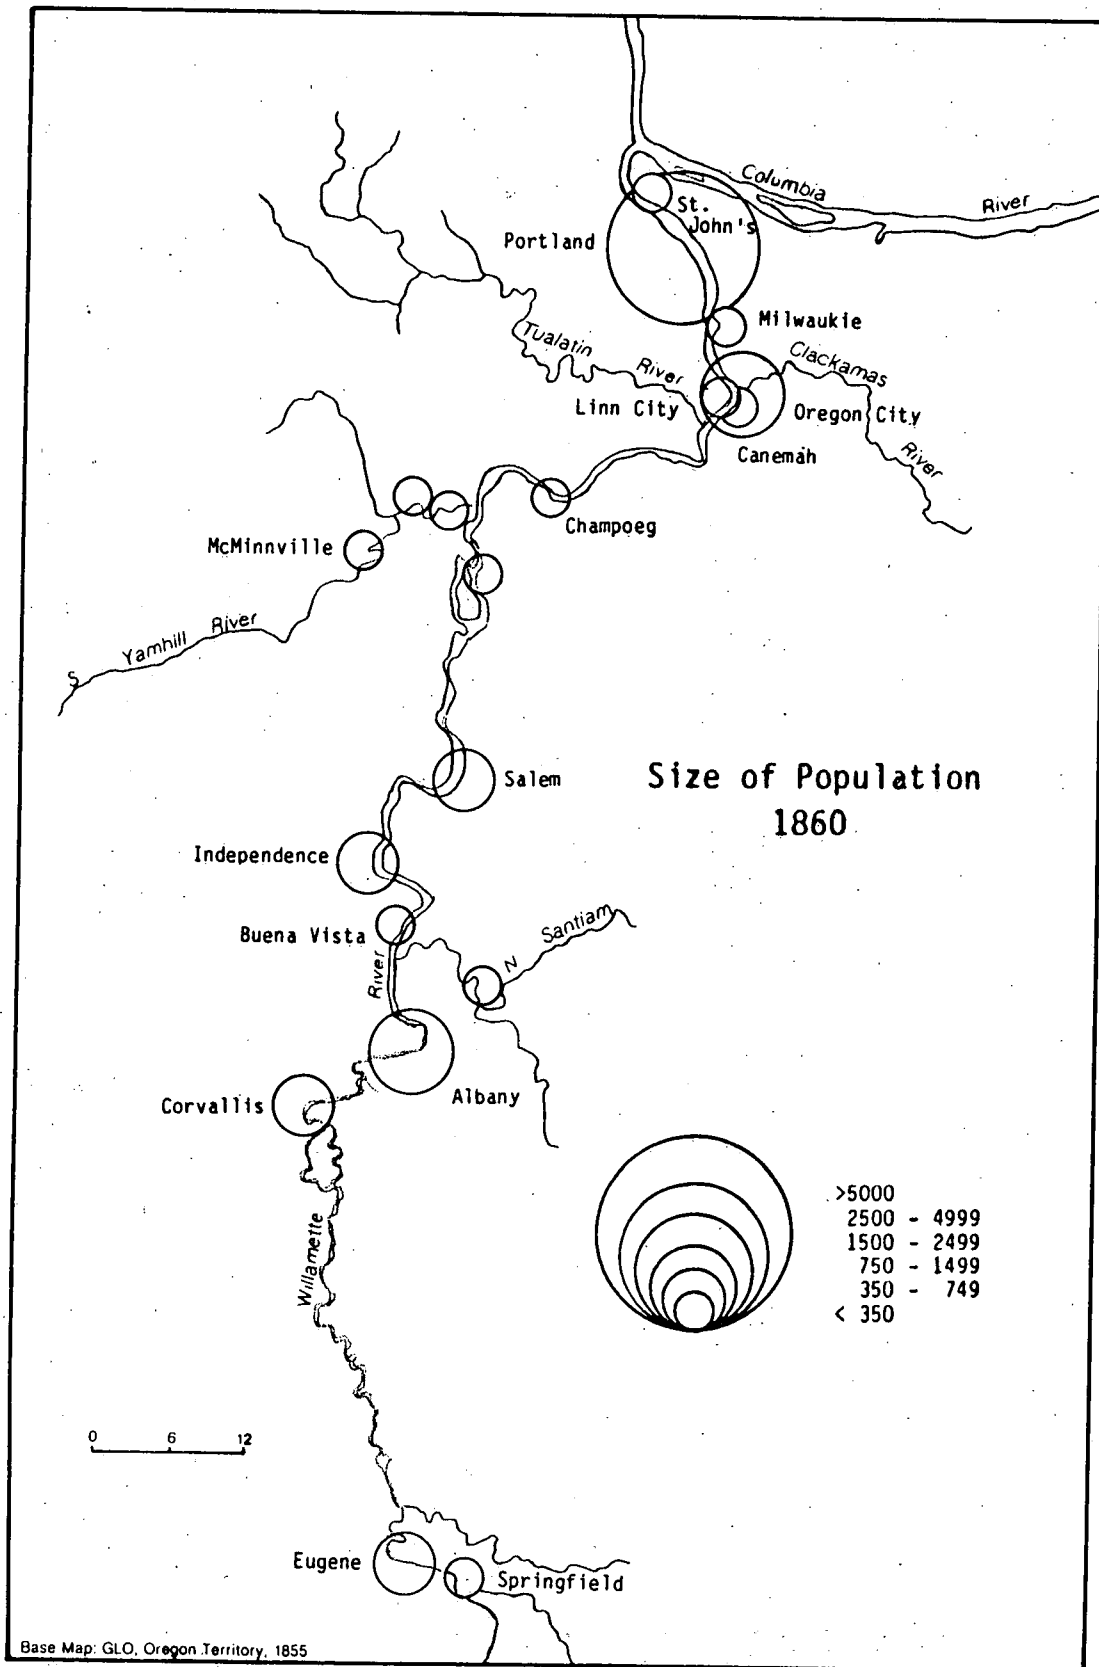 Columbia
River
St.
John's
Portland
Milwaukie
Tualatin
River
Clackamas
River
Linn City
Oregon City
Canemah
Champoeg
McMinnville
S
Yamhill River
Salem
Size of Population
1860
Independence
Buena Vista
River
N Santiam
Albany
Corvallis
Willamette
>5000
2500 - 4999
1500 - 2499
750 - 1499
350 - 749
< 350
0 6 12
Eugene
Springfield
Base Map: GLO, Oregon Territory, 1855